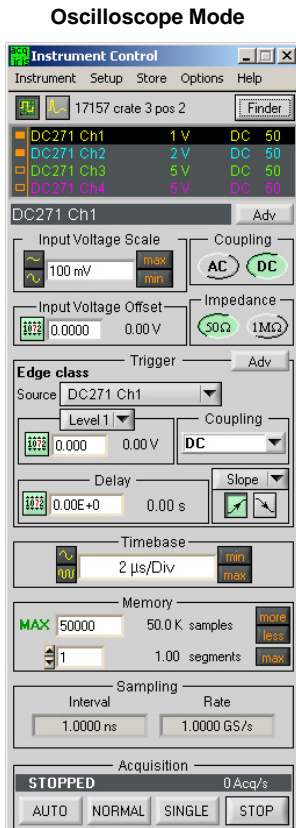 Oscilloscope Mode
Instrument Control
Instrument Setup Store Options Help
17157 crate 3 pos 2 Finder
DC271 Ch1 1 V DC 50
DC271 Ch2 2 V DC 50
DC271 Ch3 5 V DC 50
DC271 Ch4 5 V DC 50
DC271 Ch1 Adv
Input Voltage Scale Coupling
100 mV max min AC DC
Input Voltage Offset Impedance
0.0000 0.00 V 50Ω 1MΩ
Trigger Adv
Edge class
Source DC271 Ch1
Level 1 Coupling
0.000 0.00 V DC
Delay Slope
0.00E+0 0.00 s
Timebase
2 µs/Div min max
Memory
MAX 50000 50.0 K samples more less
1 1.00 segments max
Sampling
Interval Rate
1.0000 ns 1.0000 GS/s
Acquisition
STOPPED 0 Acq/s
AUTO NORMAL SINGLE STOP